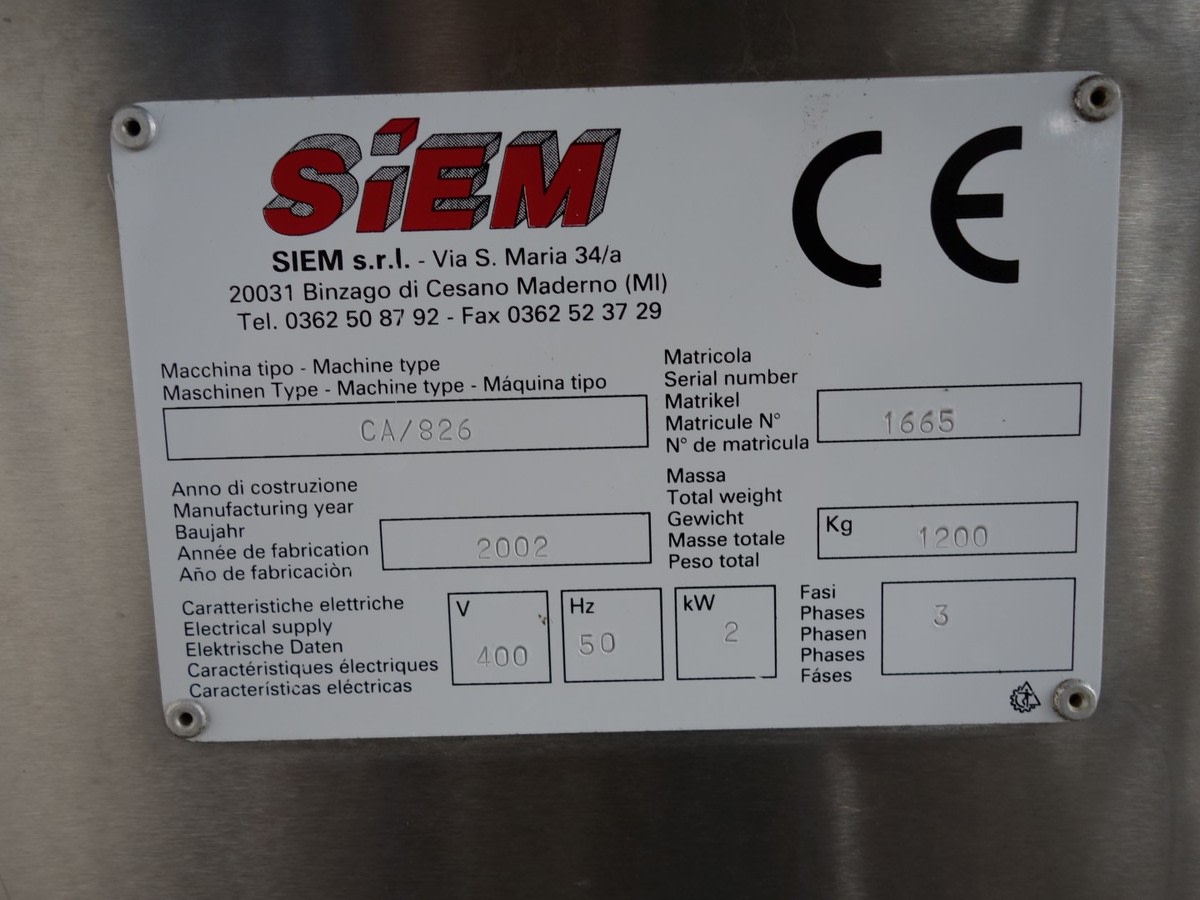 SiEM
CE
SIEM s.r.l. - Via S. Maria 34/a
20031 Binzago di Cesano Maderno (MI)
Tel. 0362 50 87 92 - Fax 0362 52 37 29
Macchina tipo - Machine type
Maschinen Type - Machine type - Máquina tipo
CA/826
Matricola
Serial number
Matrikel
Matricule N°
N° de matrìcula
1665
Anno di costruzione
Manufacturing year
Baujahr
Année de fabrication
Año de fabricaciòn
2002
Massa
Total weight
Gewicht
Masse totale
Peso total
Kg 1200
Caratteristiche elettriche
Electrical supply
Elektrische Daten
Caractéristiques électriques
Características eléctricas
V 400
Hz 50
kW 2
Fasi
Phases
Phasen
Phases
Fáses
3